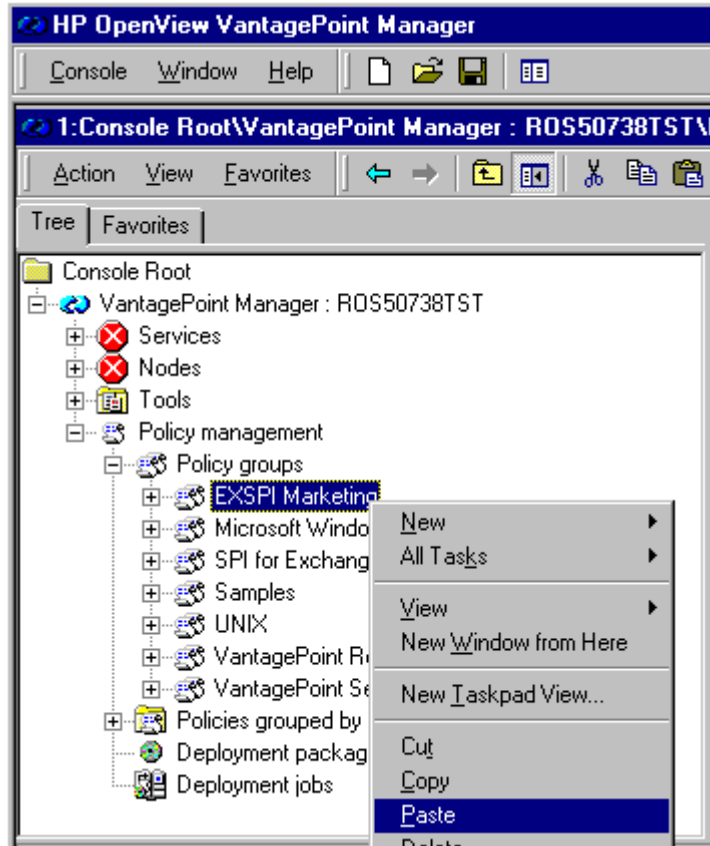 HP OpenView VantagePoint Manager
Console Window Help
1:Console Root\VantagePoint Manager : ROS50738TST\
Action View Favorites
Tree Favorites
Console Root
VantagePoint Manager : ROS50738TST
Services
Nodes
Tools
Policy management
Policy groups
EXSPI Marketing
Microsoft Windo
SPI for Exchang
Samples
UNIX
VantagePoint R
VantagePoint Se
Policies grouped by
Deployment packag
Deployment jobs
New
All Tasks
View
New Window from Here
New Taskpad View...
Cut
Copy
Paste
Delete